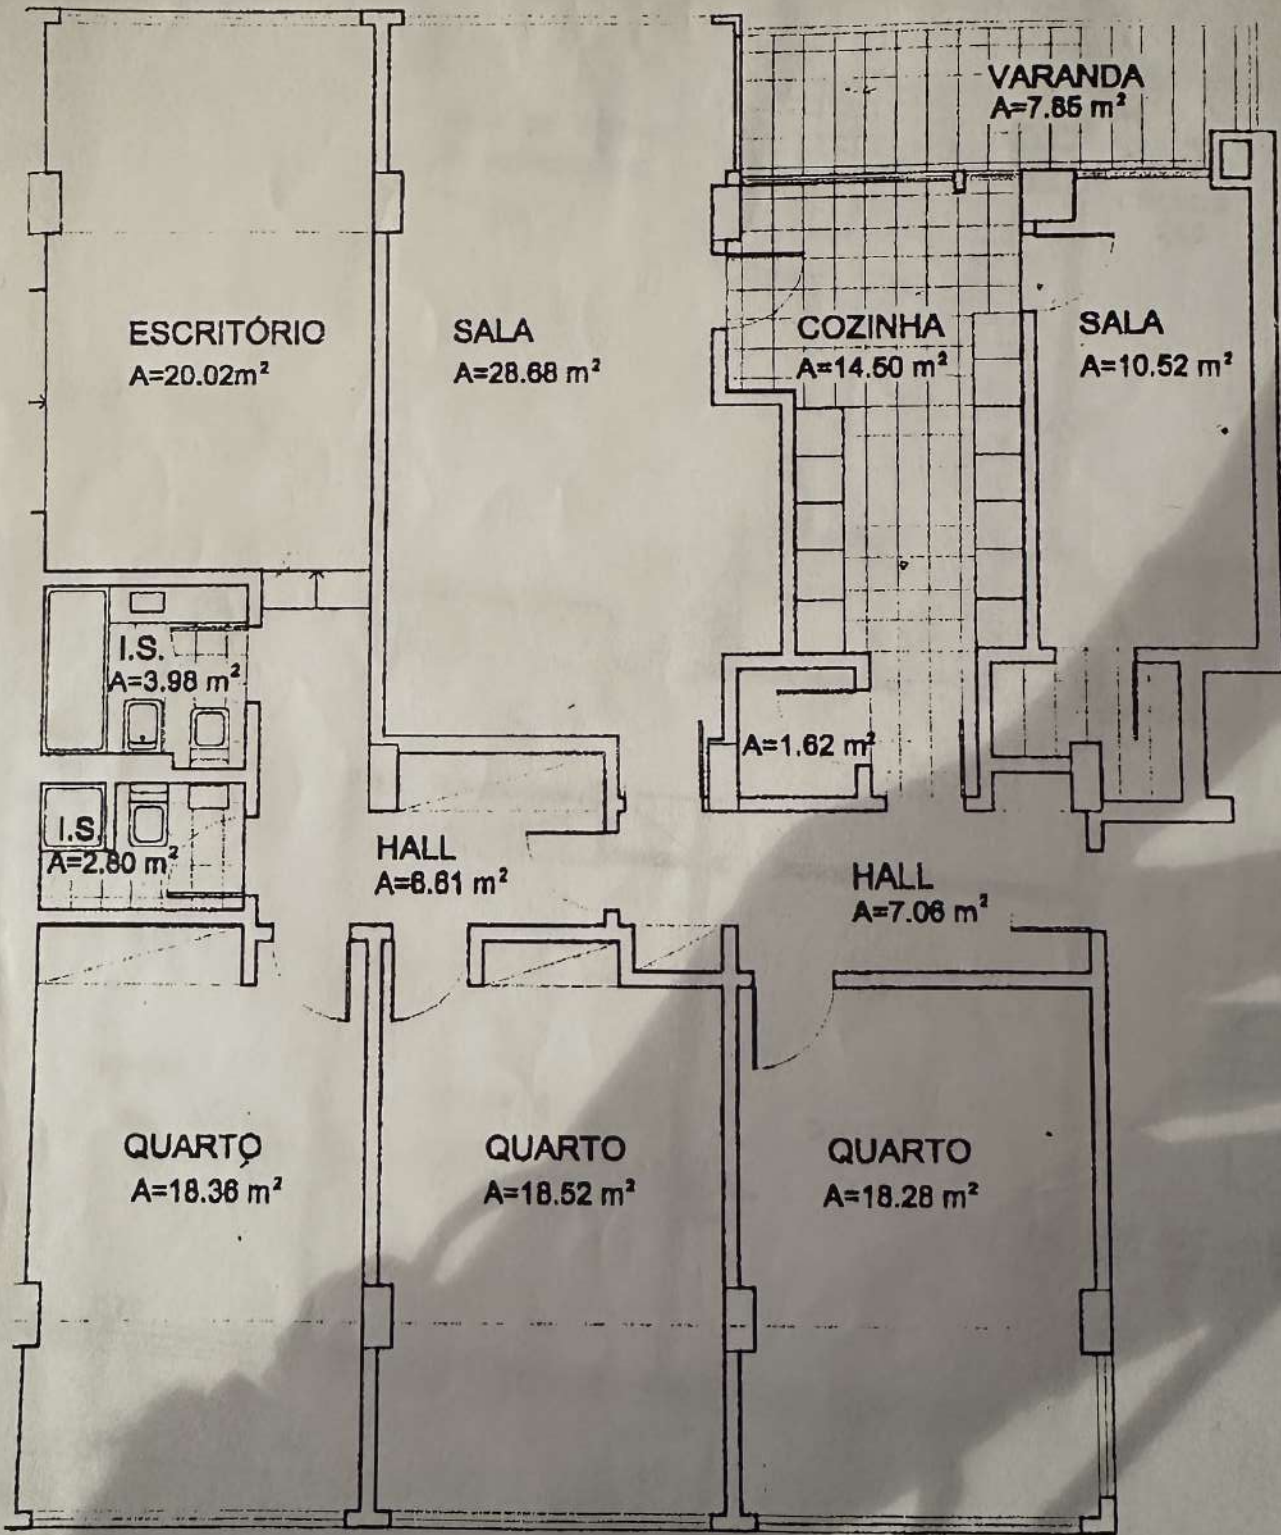 VARANDA
A=7.85 m²
ESCRITÓRIO
A=20.02m²
SALA
A=28.68 m²
COZINHA
A=14.50 m²
SALA
A=10.52 m²
I.S.
A=3.98 m²
A=1.62 m²
I.S.
A=2.80 m²
HALL
A=6.61 m²
HALL
A=7.06 m²
QUARTO
A=18.36 m²
QUARTO
A=18.52 m²
QUARTO
A=18.28 m²